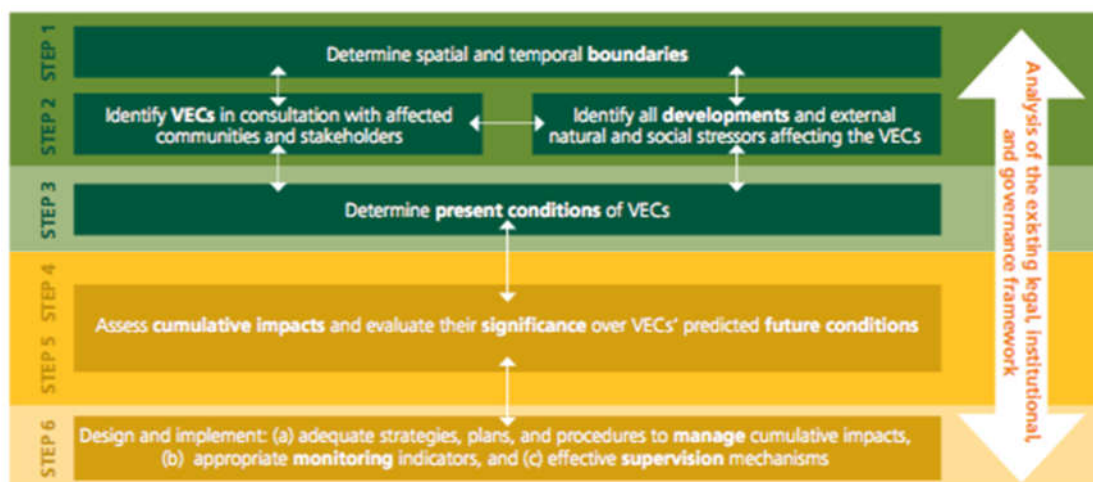 STEP 1
Determine spatial and temporal boundaries
STEP 2
Identify VECs in consultation with affected
communities and stakeholders
Identify all developments and external
natural and social stressors affecting the VECs
STEP 3
Determine present conditions of VECs
STEP 4
STEP 5
Assess cumulative impacts and evaluate their significance over VECs' predicted future conditions
STEP 6
Design and implement: (a) adequate strategies, plans, and procedures to manage cumulative impacts,
(b) appropriate monitoring indicators, and (c) effective supervision mechanisms
Analysis of the existing legal, institutional,
and governance framework